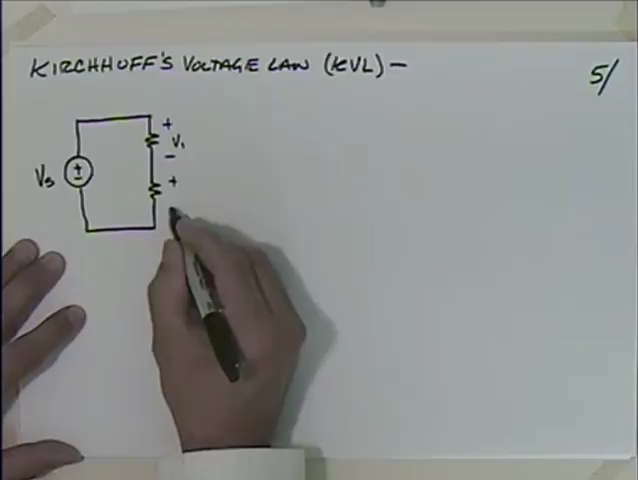 KIRCHHOFF'S VOLTAGE LAW (KVL) –
5/
+
V1
–
Vs
±
+